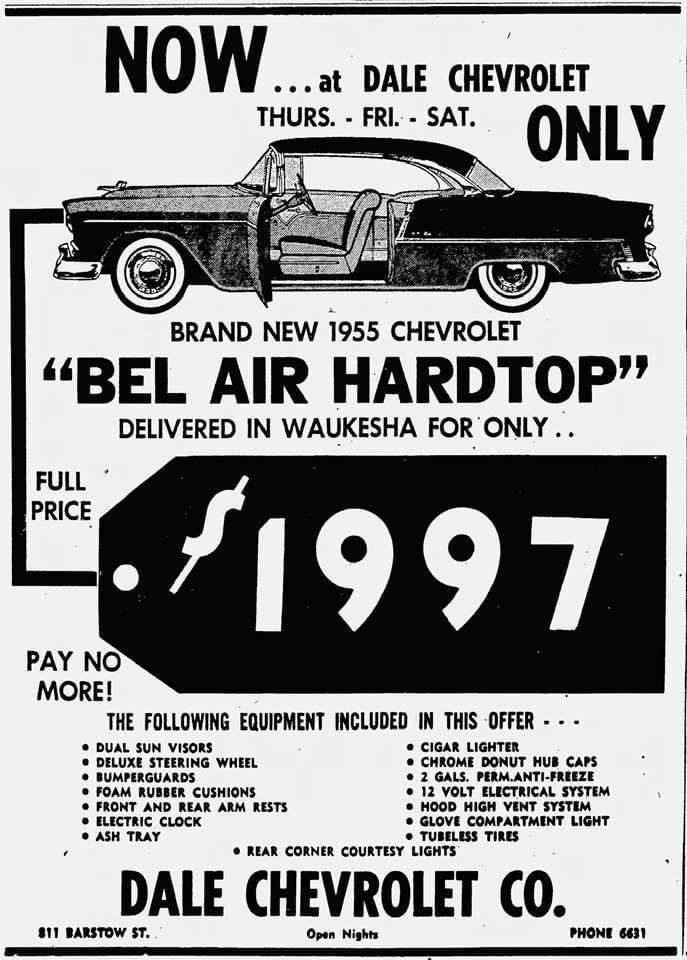 NOW...at DALE CHEVROLET
THURS. - FRI. - SAT.
ONLY
BRAND NEW 1955 CHEVROLET
"BEL AIR HARDTOP"
DELIVERED IN WAUKESHA FOR ONLY..
FULL
PRICE
$1997
PAY NO
MORE!
THE FOLLOWING EQUIPMENT INCLUDED IN THIS OFFER - - -
• DUAL SUN VISORS
• DELUXE STEERING WHEEL
• BUMPERGUARDS
• FOAM RUBBER CUSHIONS
• FRONT AND REAR ARM RESTS
• ELECTRIC CLOCK
• ASH TRAY
• CIGAR LIGHTER
• CHROME DONUT HUB CAPS
• 2 GALS. PERM.ANTI-FREEZE
• 12 VOLT ELECTRICAL SYSTEM
• HOOD HIGH VENT SYSTEM
• GLOVE COMPARTMENT LIGHT
• TUBELESS TIRES
• REAR CORNER COURTESY LIGHTS
DALE CHEVROLET CO.
811 BARSTOW ST. Open Nights PHONE 6631